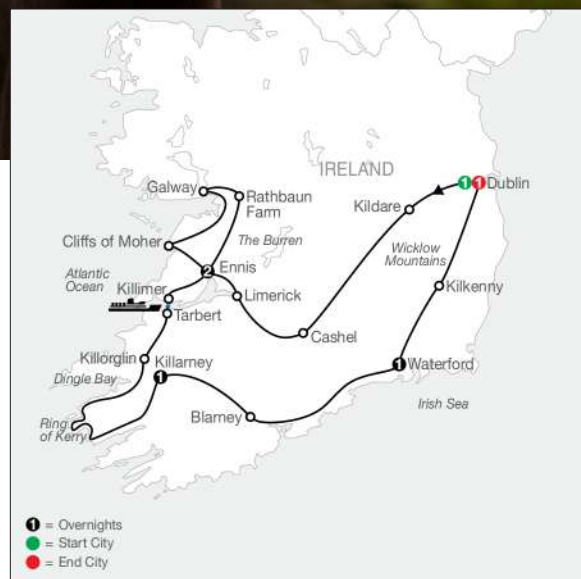 IRELAND
Galway
Rathbaun
Farm
1 1 Dublin
Kildare
Cliffs of Moher
The Burren
Wicklow
Mountains
Atlantic
Ocean
2 Ennis
Killimer
Limerick
Kilkenny
Tarbert
Cashel
Killorglin
Killarney
1
1 Waterford
Dingle Bay
Ring
of Kerry
Blarney
Irish Sea
1 = Overnights
= Start City
= End City